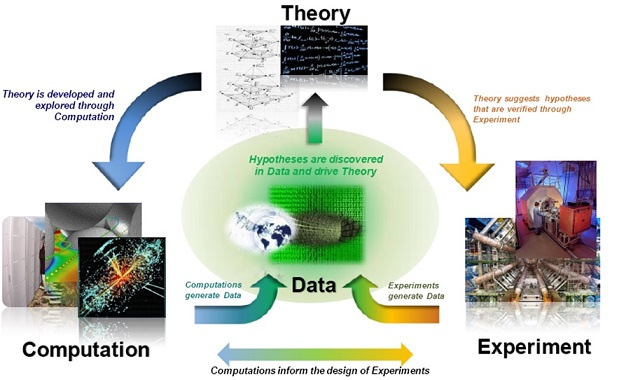 Theory
Theory is developed and
explored through
Computation
Theory suggests hypotheses
that are verified through
Experiment
Hypotheses are discovered
in Data and drive Theory
Computations
generate Data
Data
Experiments
generate Data
Computation
Experiment
Computations inform the design of Experiments